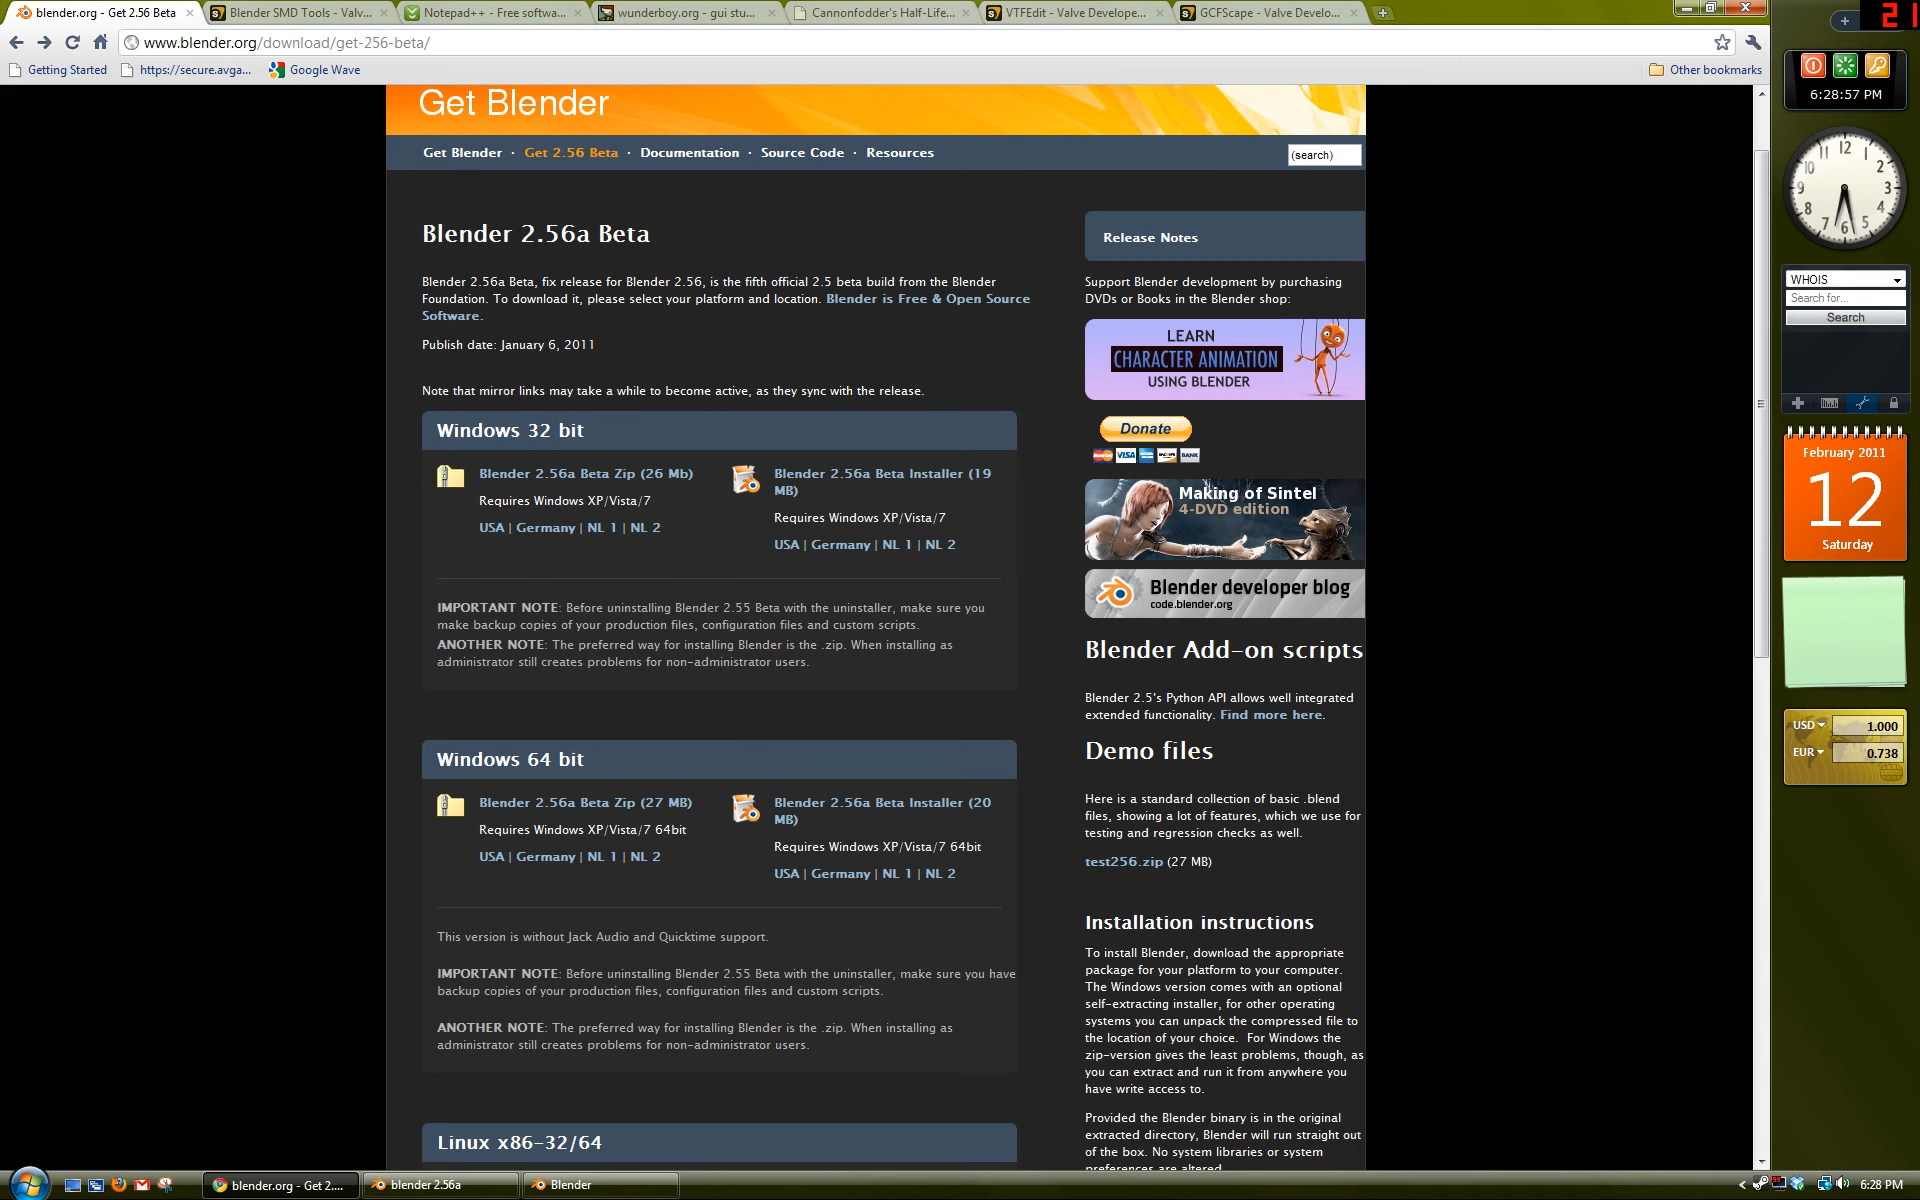 blender.org - Get 2.56 Beta
Blender SMD Tools - Valv...
Notepad++ - Free softwa...
wunderboy.org - gui stu...
Cannonfodder's Half-Life...
VTFEdit - Valve Develope...
GCFScape - Valve Develo...
www.blender.org/download/get-256-beta/
Getting Started
https://secure.avga...
Google Wave
Other bookmarks
Get Blender
Get Blender · Get 2.56 Beta · Documentation · Source Code · Resources
(search)
Blender 2.56a Beta
Blender 2.56a Beta, fix release for Blender 2.56, is the fifth official 2.5 beta build from the Blender
Foundation. To download it, please select your platform and location. Blender is Free & Open Source
Software.
Publish date: January 6, 2011
Note that mirror links may take a while to become active, as they sync with the release.
Windows 32 bit
Blender 2.56a Beta Zip (26 Mb)
Requires Windows XP/Vista/7
USA | Germany | NL 1 | NL 2
Blender 2.56a Beta Installer (19
MB)
Requires Windows XP/Vista/7
USA | Germany | NL 1 | NL 2
IMPORTANT NOTE: Before uninstalling Blender 2.55 Beta with the uninstaller, make sure you
make backup copies of your production files, configuration files and custom scripts.
ANOTHER NOTE: The preferred way for installing Blender is the .zip. When installing as
administrator still creates problems for non-administrator users.
Windows 64 bit
Blender 2.56a Beta Zip (27 MB)
Requires Windows XP/Vista/7 64bit
USA | Germany | NL 1 | NL 2
Blender 2.56a Beta Installer (20
MB)
Requires Windows XP/Vista/7 64bit
USA | Germany | NL 1 | NL 2
This version is without Jack Audio and Quicktime support.
IMPORTANT NOTE: Before uninstalling Blender 2.55 Beta with the uninstaller, make sure you have
backup copies of your production files, configuration files and custom scripts.
ANOTHER NOTE: The preferred way for installing Blender is the .zip. When installing as
administrator still creates problems for non-administrator users.
Linux x86-32/64
Release Notes
Support Blender development by purchasing
DVDs or Books in the Blender shop:
LEARN
CHARACTER ANIMATION
USING BLENDER
Donate
VISA
BANK
Making of Sintel
4-DVD edition
Blender developer blog
code.blender.org
Blender Add-on scripts
Blender 2.5's Python API allows well integrated
extended functionality. Find more here.
Demo files
Here is a standard collection of basic .blend
files, showing a lot of features, which we use for
testing and regression checks as well.
test256.zip (27 MB)
Installation instructions
To install Blender, download the appropriate
package for your platform to your computer.
The Windows version comes with an optional
self-extracting installer, for other operating
systems you can unpack the compressed file to
the location of your choice. For Windows the
zip-version gives the least problems, though, as
you can extract and run it from anywhere you
have write access to.
Provided the Blender binary is in the original
extracted directory, Blender will run straight out
of the box. No system libraries or system
preferences are altered.
21
6:28:57 PM
12 1 2 3 4 5 6 7 8 9 10 11
WHOIS
Search for...
Search
February 2011
12
Saturday
USD 1.000
EUR 0.738
blender.org - Get 2....
blender 2.56a
Blender
6:28 PM